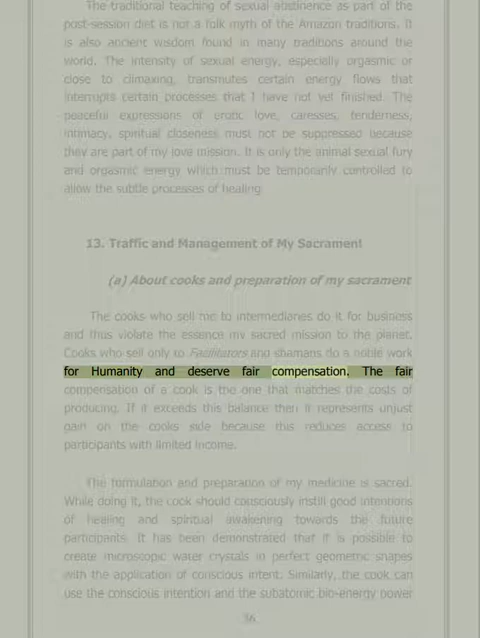 The traditional teaching of sexual abstinence as part of the
post-session diet is not a folk myth of the Amazon traditions. It
is also ancient wisdom found in many traditions around the
world. The intensity of sexual energy, especially orgasmic or
close to climaxing, transmutes certain energy flows that
interrupts certain processes that I have not yet finished. The
peaceful expressions of erotic love, caresses, tenderness,
intimacy, spiritual closeness must not be suppressed because
they are part of my love mission. It is only the animal sexual fury
and orgasmic energy which must be temporarily controlled to
allow the subtle processes of healing.
13. Traffic and Management of My Sacrament
(a) About cooks and preparation of my sacrament
The cooks who sell me to intermediaries do it for business
and thus violate the essence my sacred mission to the planet.
Cooks who sell only to Facilitators and shamans do a noble work
for Humanity and deserve fair compensation. The fair
compensation of a cook is the one that matches the costs of
producing. If it exceeds this balance then it represents unjust
gain on the cooks side because this reduces access to
participants with limited income.
The formulation and preparation of my medicine is sacred.
While doing it, the cook should consciously instill good intentions
of healing and spiritual awakening towards the future
participants. It has been demonstrated that it is possible to
create microscopic water crystals in perfect geometric shapes
with the application of conscious intent. Similarly, the cook can
use the conscious intention and the subatomic bio-energy power
36